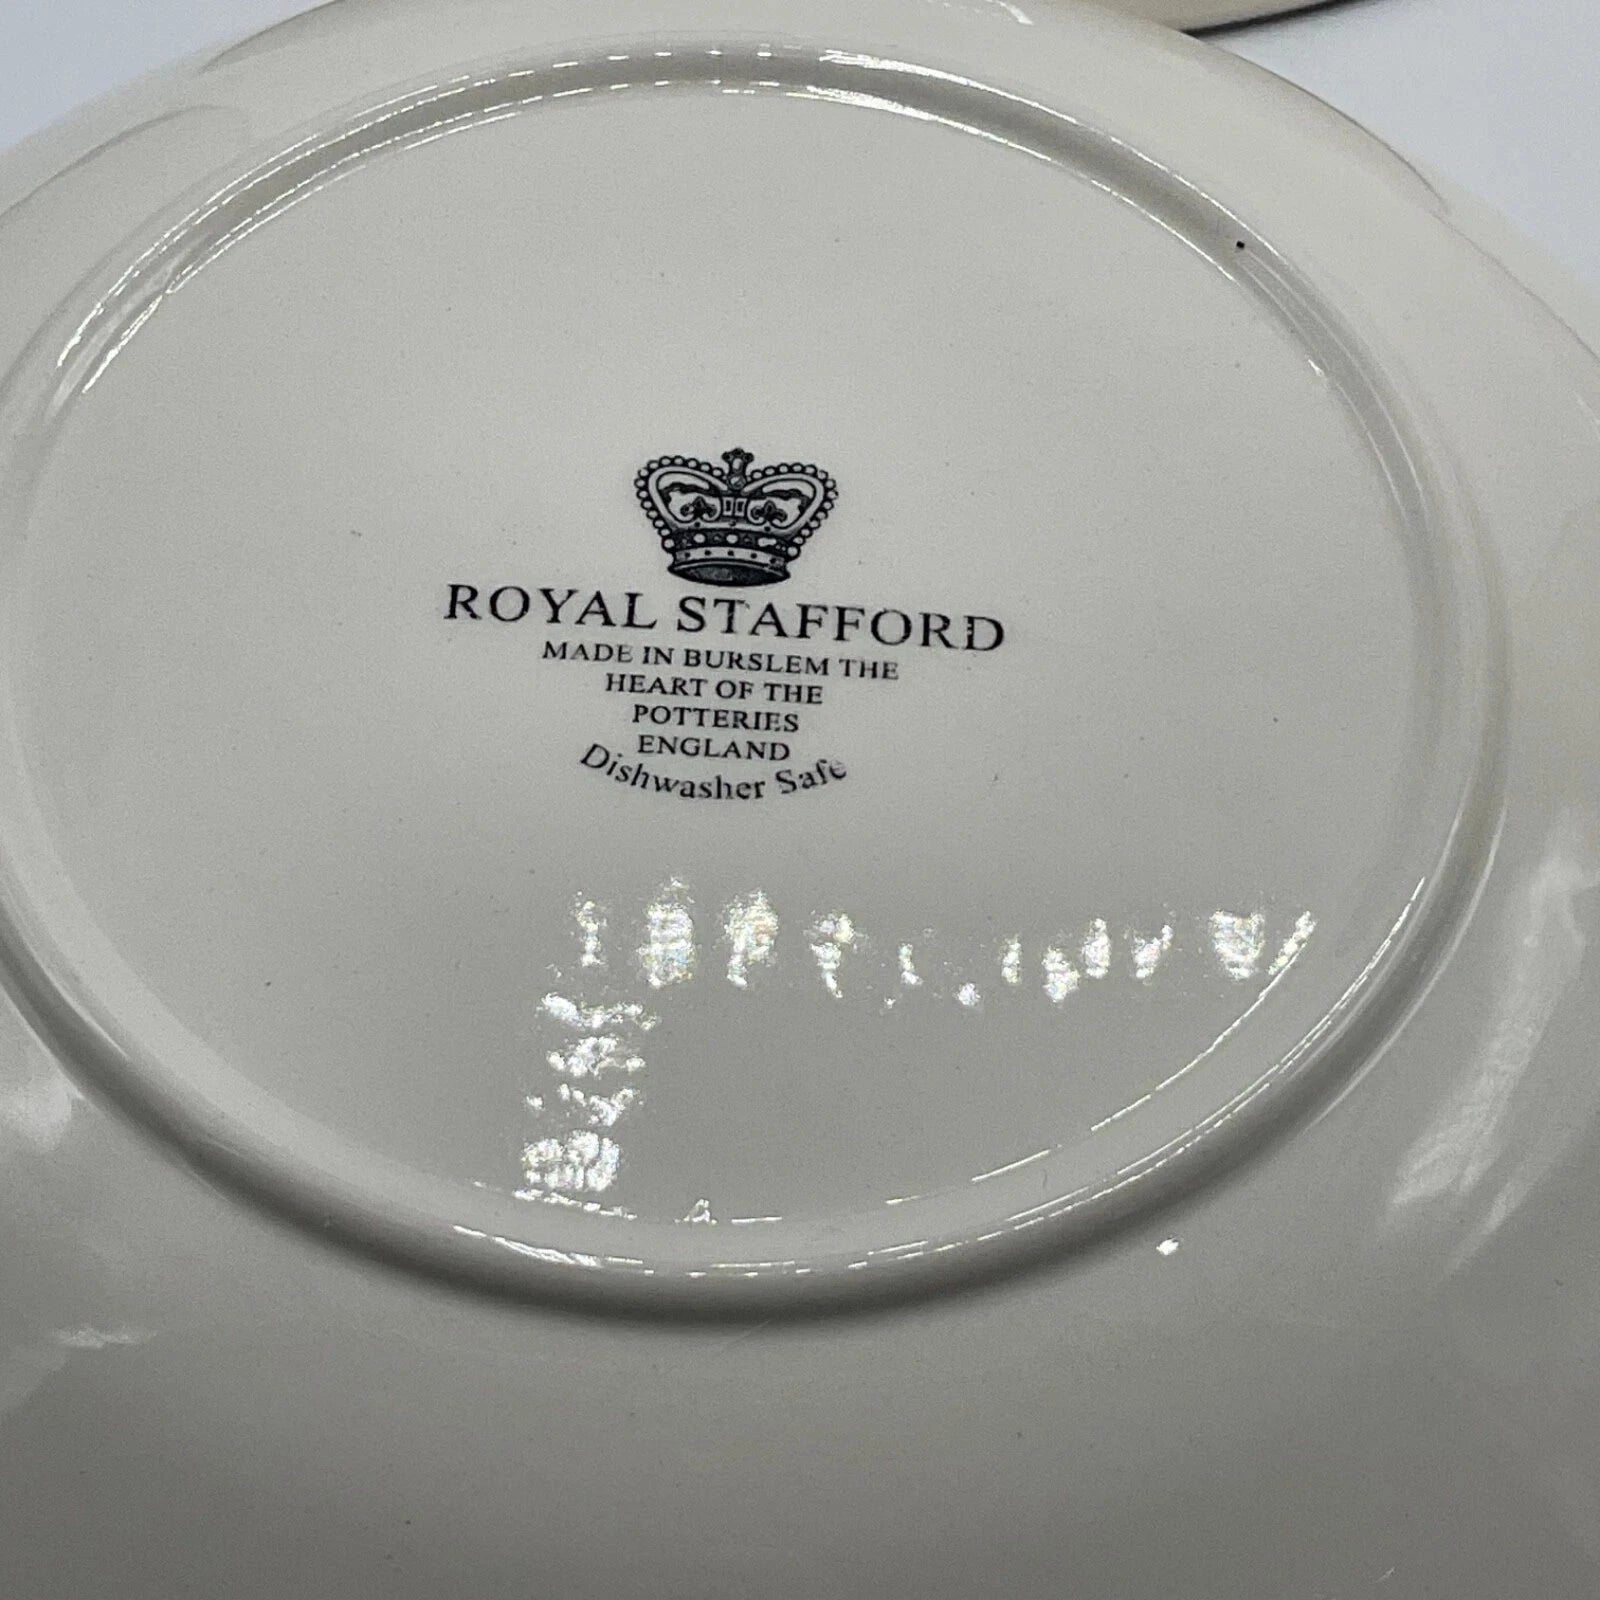 ROYAL STAFFORD
MADE IN BURSLEM THE
HEART OF THE
POTTERIES
ENGLAND
Dishwasher Safe